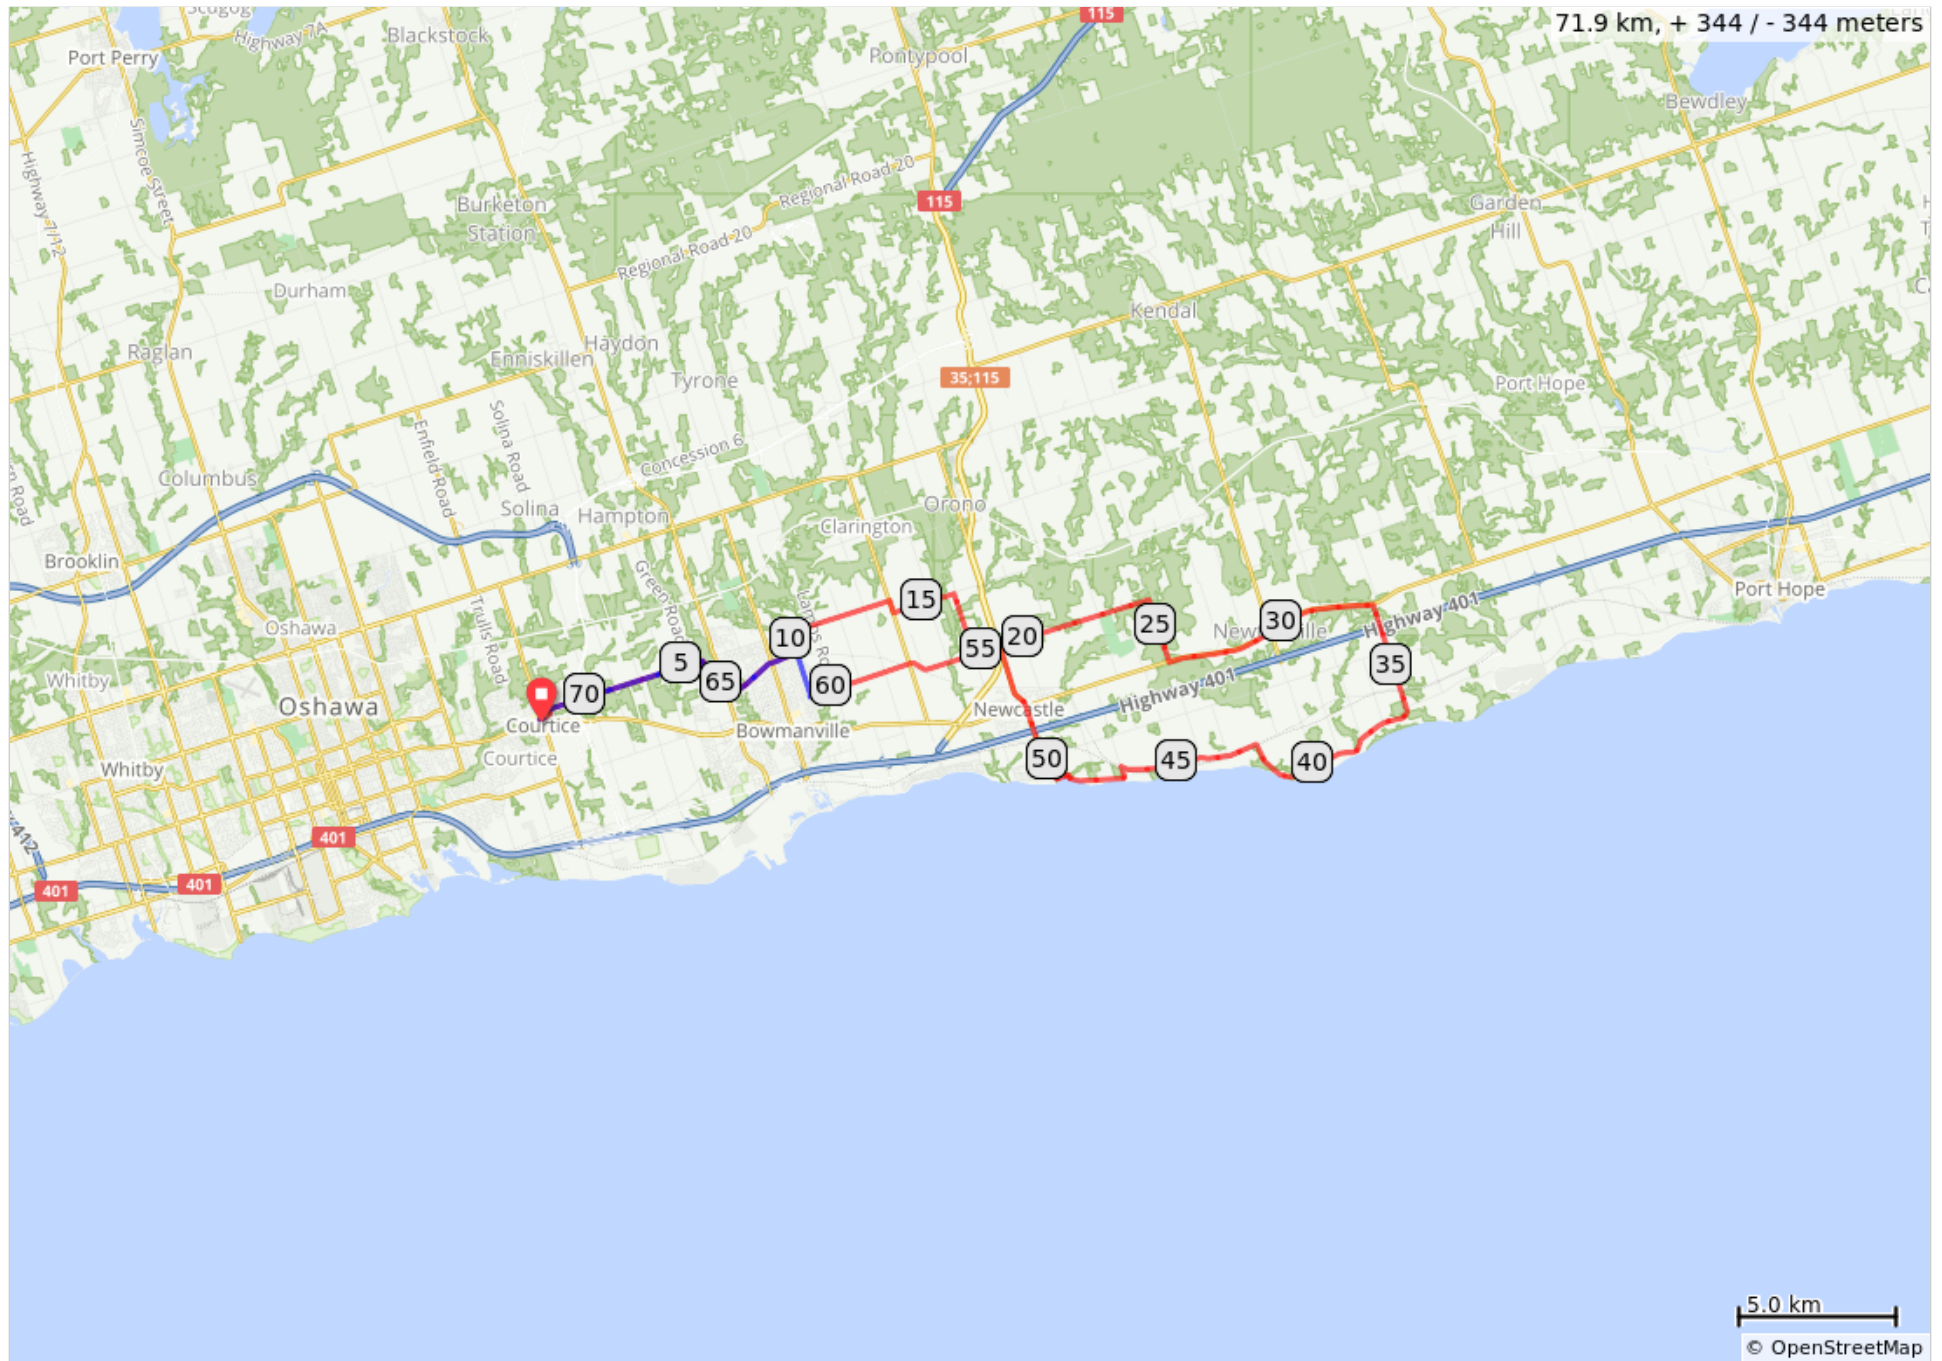 Scugog
Highway 7A
Blackstock
Port Perry
Pontypool
115
71.9 km, + 344 / - 344 meters
Bewdley
Simcoe Street
Highway 7/12
Burketon
Station
Regional Road 20
115
Garden
Hill
Regional Road 20
Durham
Kendal
Raglan
Enniskillen
Haydon
Tyrone
35;115
Port Hope
Solina Road
Enfield Road
Concession 6
Columbus
Solina
Hampton
Orono
Clarington
Brooklin
Green Road
Trulls Road
Oshawa
10
15
20
25
30
Highway 401
Port Hope
Whitby
5
65
55
60
35
70
Highway 401
Oshawa
Courtice
Newcastle
Bowmanville
Courtice
Whitby
50
45
40
401
412
401
401
5.0 km
© OpenStreetMap